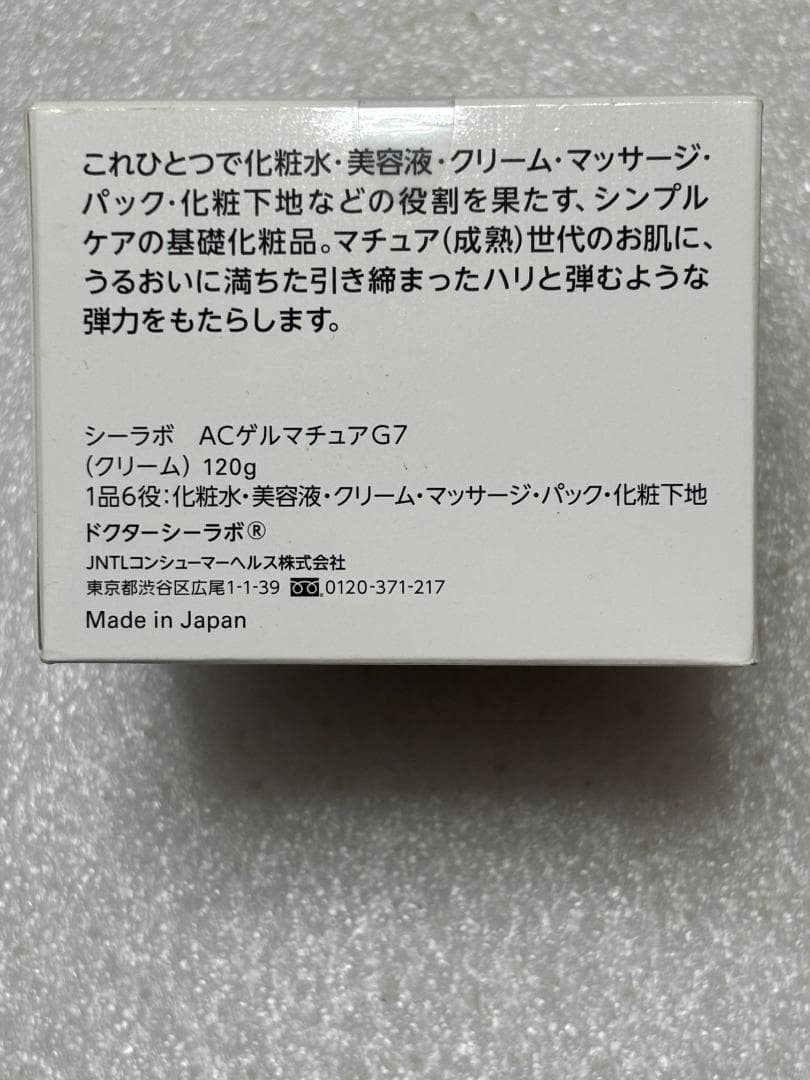 これひとつで化粧水・美容液・クリーム・マッサージ・
パック・化粧下地などの役割を果たす、シンプル
ケアの基礎化粧品。マチュア(成熟)世代のお肌に、
うるおいに満ちた引き締まったハリと弾むような
弾力をもたらします。
シーラボ　ACゲルマチュアG7
(クリーム) 120g
1品6役：化粧水・美容液・クリーム・マッサージ・パック・化粧下地
ドクターシーラボ®
JNTLコンシューマーヘルス株式会社
東京都渋谷区広尾1-1-39 0120-371-217
Made in Japan